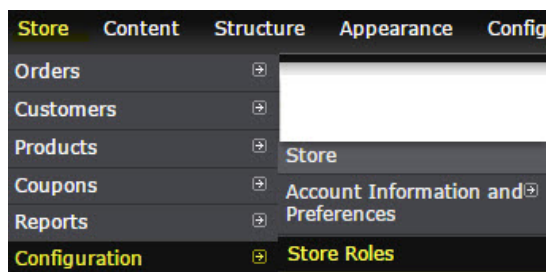 Store Content Structure Appearance Config
Orders
Customers
Products
Coupons
Reports
Configuration
Store
Account Information and
Preferences
Store Roles